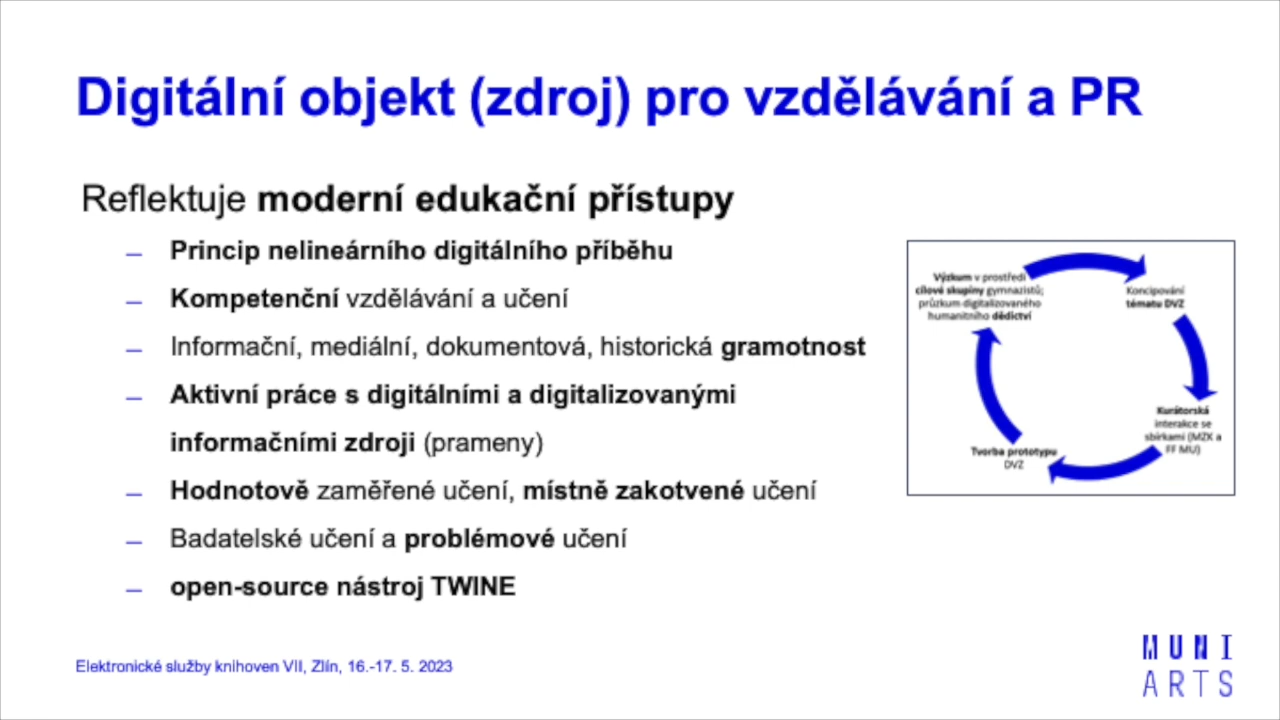 Digitální objekt (zdroj) pro vzdělávání a PR
Reflektuje moderní edukační přístupy
– Princip nelineárního digitálního příběhu
– Kompetenční vzdělávání a učení
– Informační, mediální, dokumentová, historická gramotnost
– Aktivní práce s digitálními a digitalizovanými
informačními zdroji (prameny)
– Hodnotově zaměřené učení, místně zakotvené učení
– Badatelské učení a problémové učení
– open-source nástroj TWINE
Výzkum v prostředí
cílové skupiny gymnazistů;
průzkum digitalizovaného
humanitního dědictví
Koncipování
tématu DVZ
Kurátorská
interakce se
sbírkami (MZK a
FF MU)
Tvorba prototypu
DVZ
Elektronické služby knihoven VII, Zlín, 16.-17. 5. 2023
MUNI
ARTS